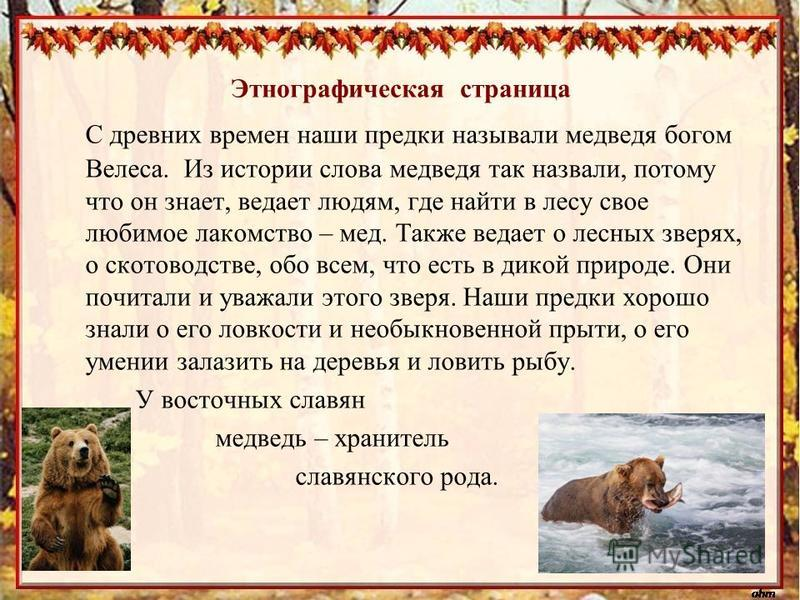 Этнографическая страница
С древних времен наши предки называли медведя богом
Велеса. Из истории слова медведя так назвали, потому
что он знает, ведает людям, где найти в лесу свое
любимое лакомство – мед. Также ведает о лесных зверях,
о скотоводстве, обо всем, что есть в дикой природе. Они
почитали и уважали этого зверя. Наши предки хорошо
знали о его ловкости и необыкновенной прыти, о его
умении залазить на деревья и ловить рыбу.
У восточных славян
медведь – хранитель
славянского рода.
MyShared
ohm